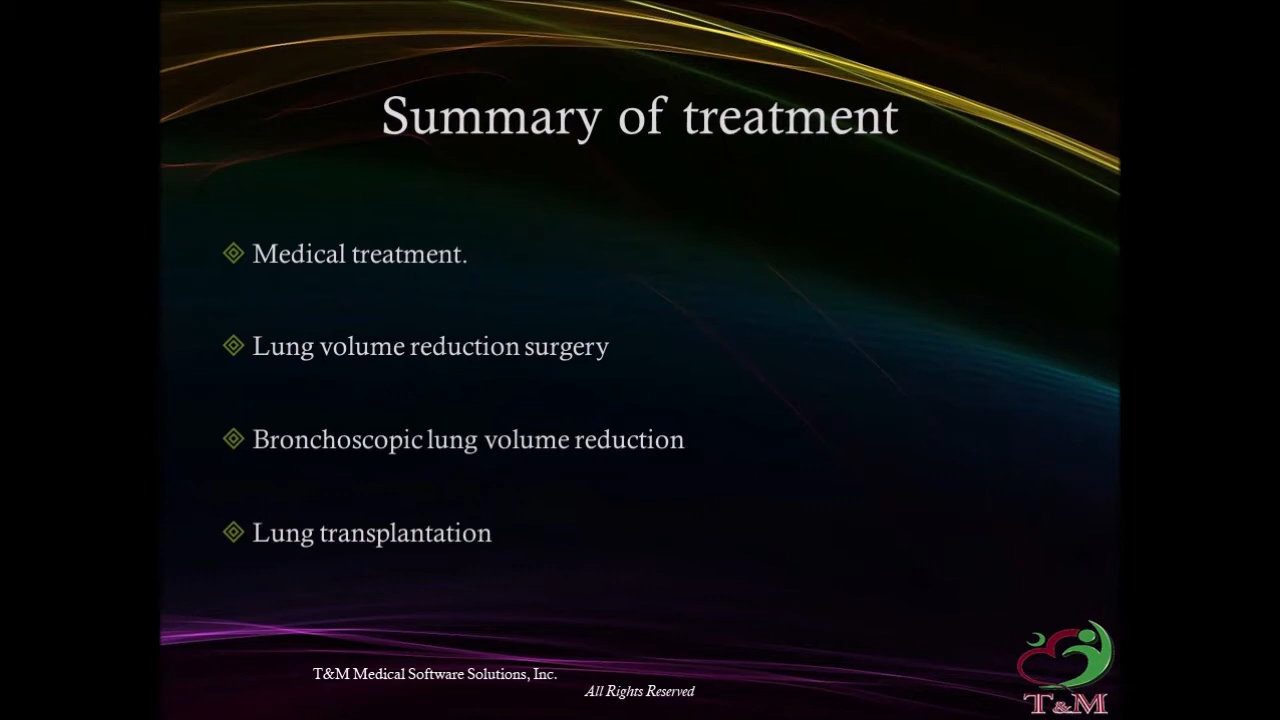 Summary of treatment
Medical treatment.
Lung volume reduction surgery
Bronchoscopic lung volume reduction
Lung transplantation
T&M Medical Software Solutions, Inc.
All Rights Reserved
T&M